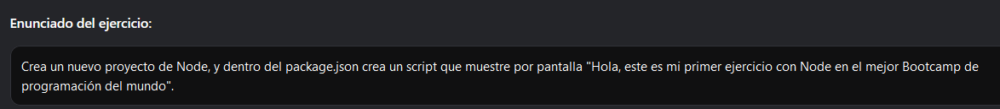 Enunciado del ejercicio:
Crea un nuevo proyecto de Node, y dentro del package.json crea un script que muestre por pantalla "Hola, este es mi primer ejercicio con Node en el mejor Bootcamp de
programación del mundo".